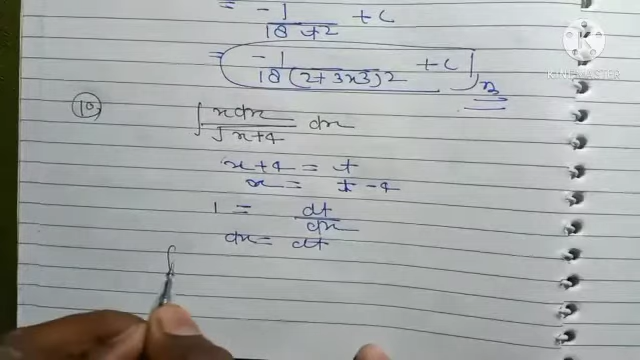 = -1 / 18 t2 + C
= -1 / 18(2+3x3)2 + C
10) ∫ xdx / √x+4 dx
x+4 = t
x = t-4
1 = dt / dx
dx = dt
∫
KINEMASTER